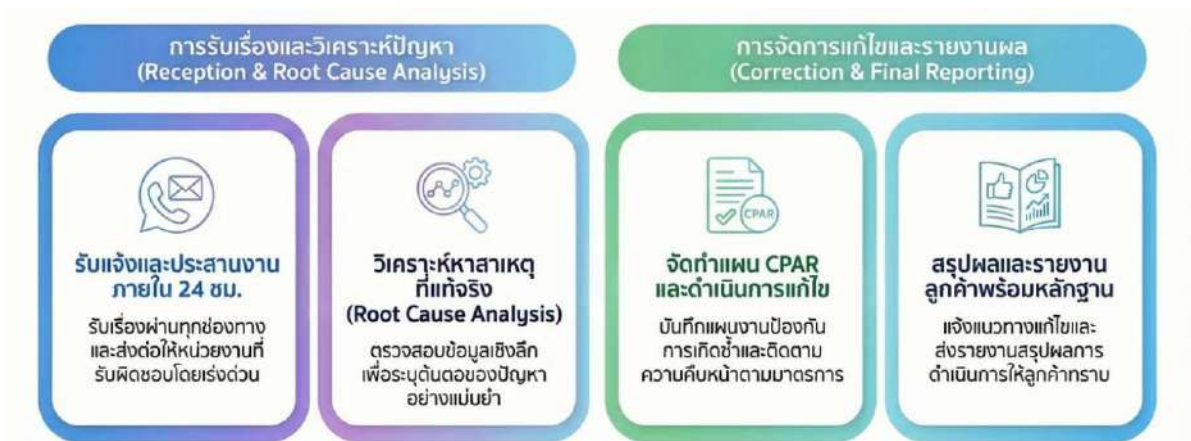 การรับเรื่องและวิเคราะห์ปัญหา
(Reception & Root Cause Analysis)
การจัดการแก้ไขและรายงานผล
(Correction & Final Reporting)
รับแจ้งและประสานงาน
ภายใน 24 ชม.
รับเรื่องผ่านทุกช่องทาง
และส่งต่อให้หน่วยงานที่
รับผิดชอบโดยเร่งด่วน
วิเคราะห์หาสาเหตุ
ที่แท้จริง
(Root Cause Analysis)
ตรวจสอบข้อมูลเชิงลึก
เพื่อระบุต้นตอของปัญหา
อย่างแม่นยำ
CPAR
จัดทำแผน CPAR
และดำเนินการแก้ไข
บันทึกแผนงานป้องกัน
การเกิดซ้ำและติดตาม
ความคืบหน้าตามมาตรการ
สรุปผลและรายงาน
ลูกค้าพร้อมหลักฐาน
แจ้งแนวทางแก้ไขและ
ส่งรายงานสรุปผลการ
ดำเนินการให้ลูกค้าทราบ